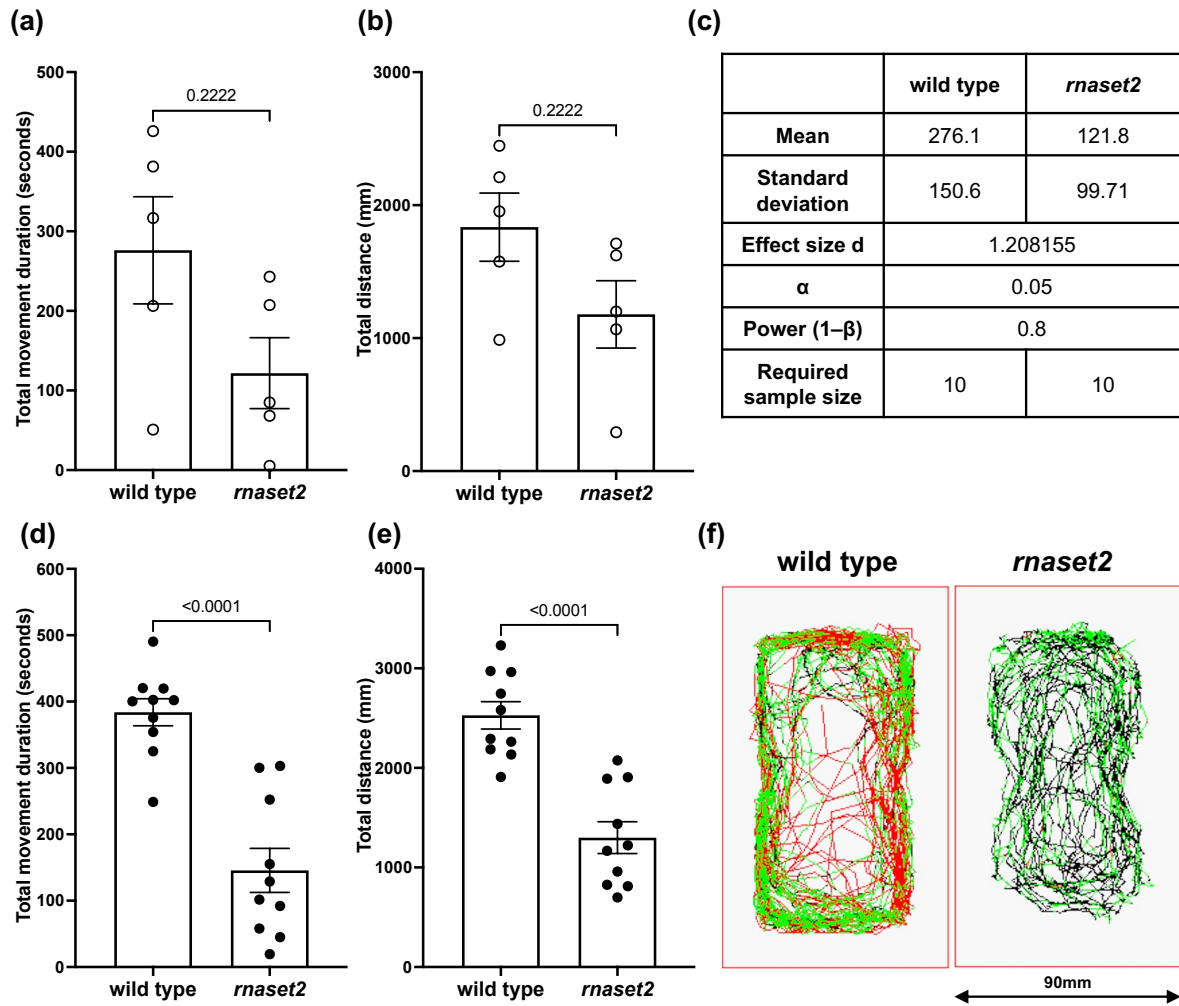 (a)
Total movement duration (seconds)
500
400
300
200
100
0
0.2222
wild type
rnaset2
(b)
Total distance (mm)
3000
2000
1000
0
0.2222
wild type
rnaset2
(c)
wild type rnaset2
Mean 276.1 121.8
Standard
deviation 150.6 99.71
Effect size d 1.208155
α 0.05
Power (1–β) 0.8
Required
sample size 10 10
(d)
Total movement duration (seconds)
600
500
400
300
200
100
0
<0.0001
wild type
rnaset2
(e)
Total distance (mm)
4000
3000
2000
1000
0
<0.0001
wild type
rnaset2
(f)
wild type
rnaset2
90mm